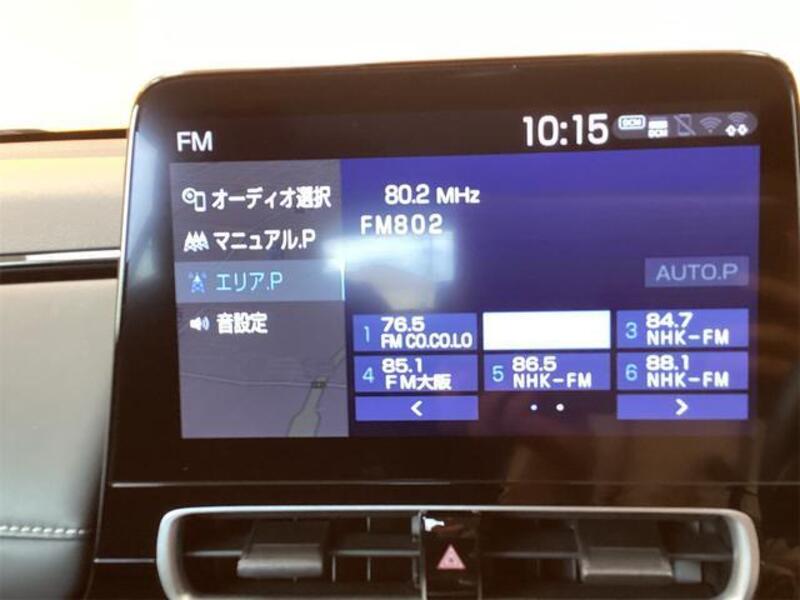 FM
10:15
DCM
DCM
オーディオ選択
マニュアル.P
エリア.P
音設定
80.2 MHz
FM802
AUTO.P
1 76.5
FM CO.CO.LO
3 84.7
NHK-FM
4 85.1
FM大阪
5 86.5
NHK-FM
6 88.1
NHK-FM